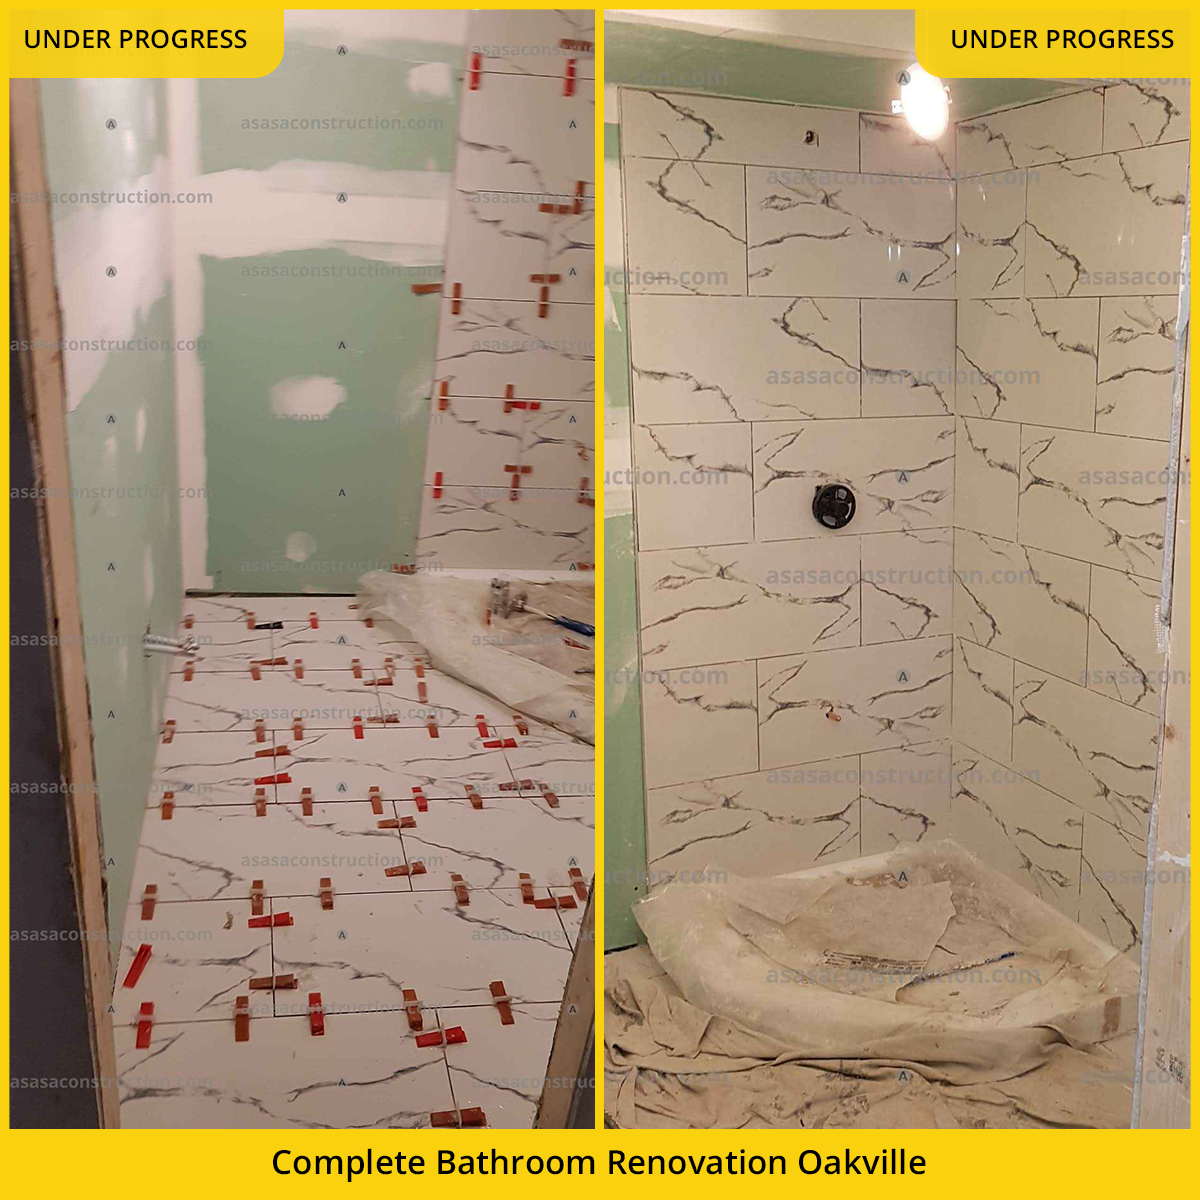 UNDER PROGRESS
UNDER PROGRESS
asasaconstruction.com
Complete Bathroom Renovation Oakville